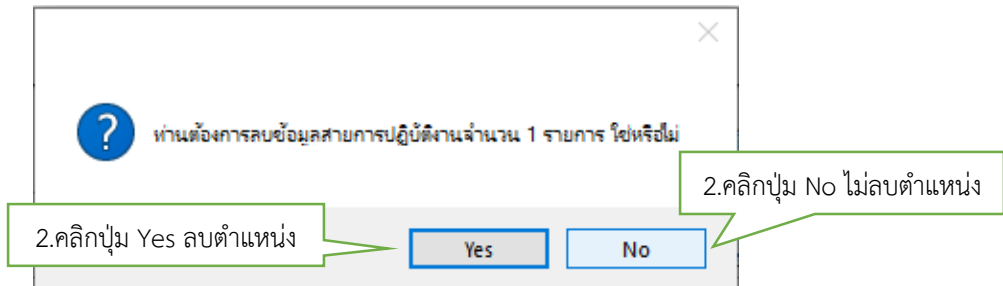 ท่านต้องการลบข้อมูลสายการปฏิบัติงานจำนวน 1 รายการ ใช่หรือไม่
2.คลิกปุ่ม No ไม่ลบตำแหน่ง
2.คลิกปุ่ม Yes ลบตำแหน่ง
Yes
No